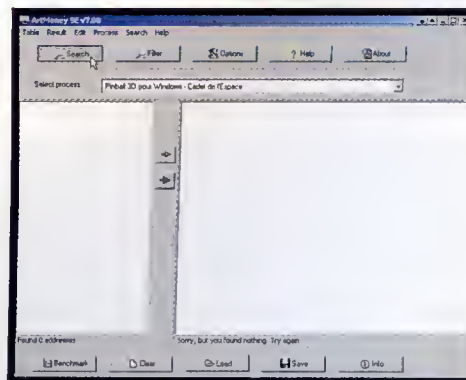 ArtMoney SE v7.00
Table Result Edit Process Search Help
Search Filter Options ? Help About
Select process Pinball 3D pour Windows - Cadet de l'Espace
Found 0 addresses Sorry, but you found nothing. Try again
Benchmark Clear Load Save Info